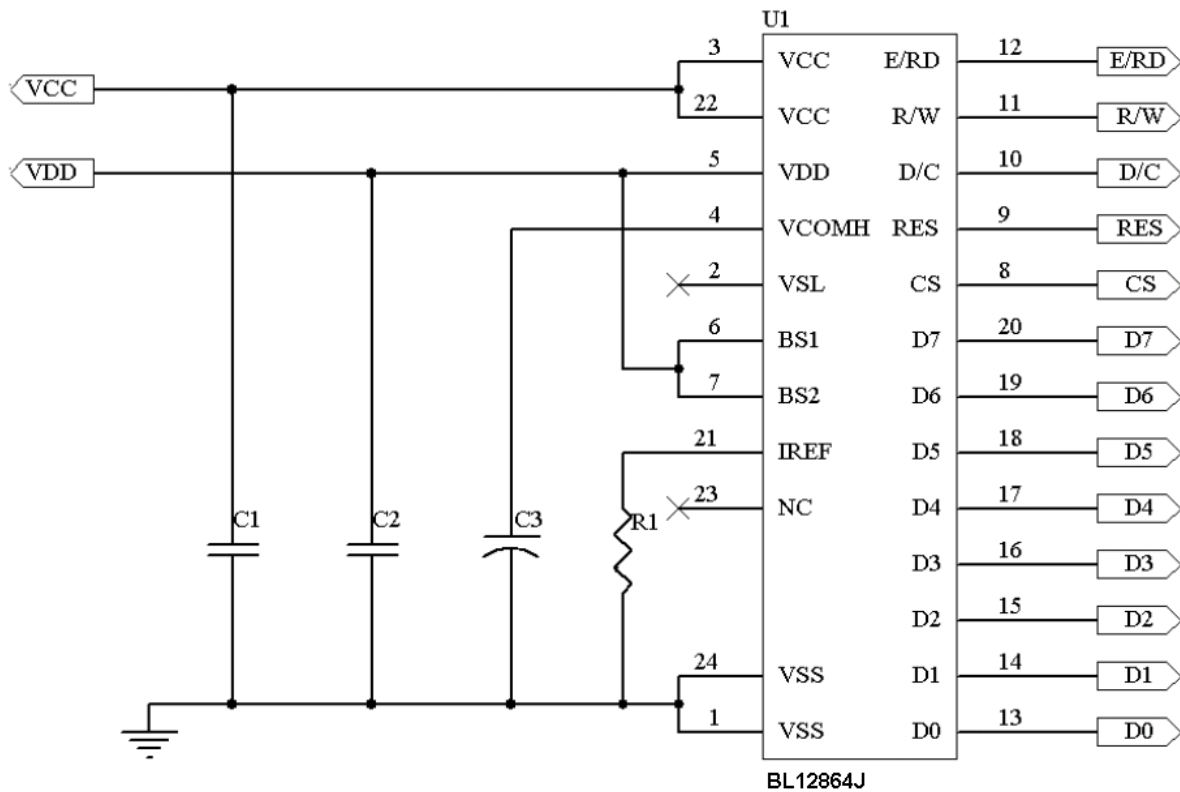 U1
3 VCC E/RD 12 E/RD
VCC
22 VCC R/W 11 R/W
VDD 5 VDD D/C 10 D/C
4 VCOMH RES 9 RES
2 VSL CS 8 CS
6 BS1 D7 20 D7
7 BS2 D6 19 D6
21 IREF D5 18 D5
23 NC D4 17 D4
C1 C2 C3 R1
D3 16 D3
D2 15 D2
24 VSS D1 14 D1
1 VSS D0 13 D0
BL12864J